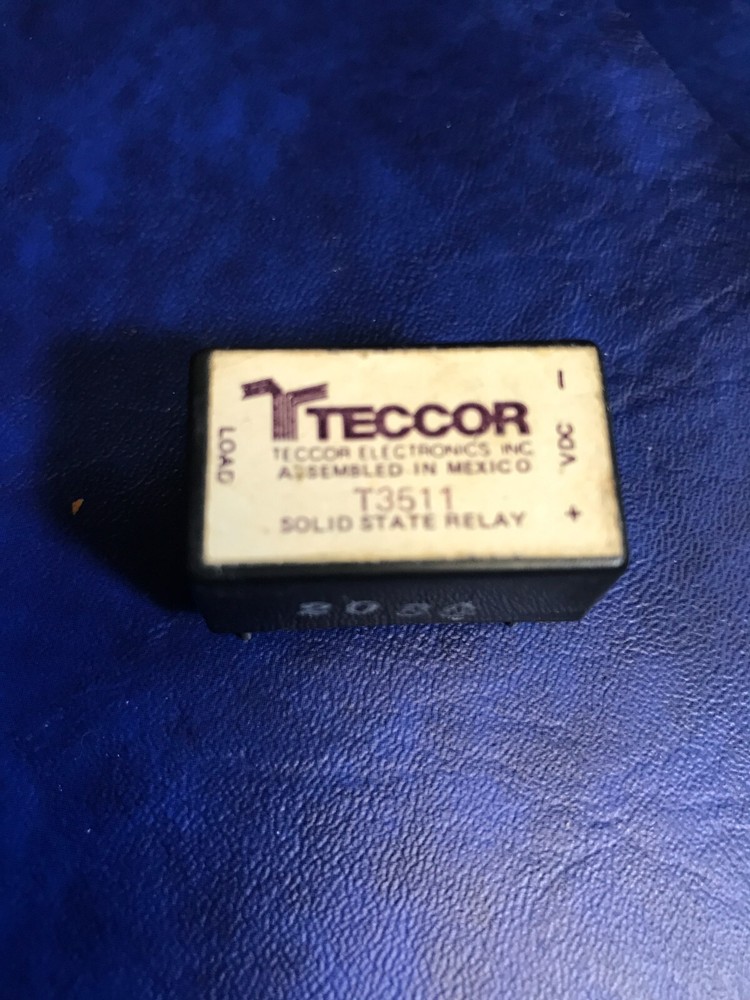 TECCOR
TECCOR ELECTRONICS INC
ASSEMBLED IN MEXICO
T3511
SOLID STATE RELAY
LOAD
-
VDC
+